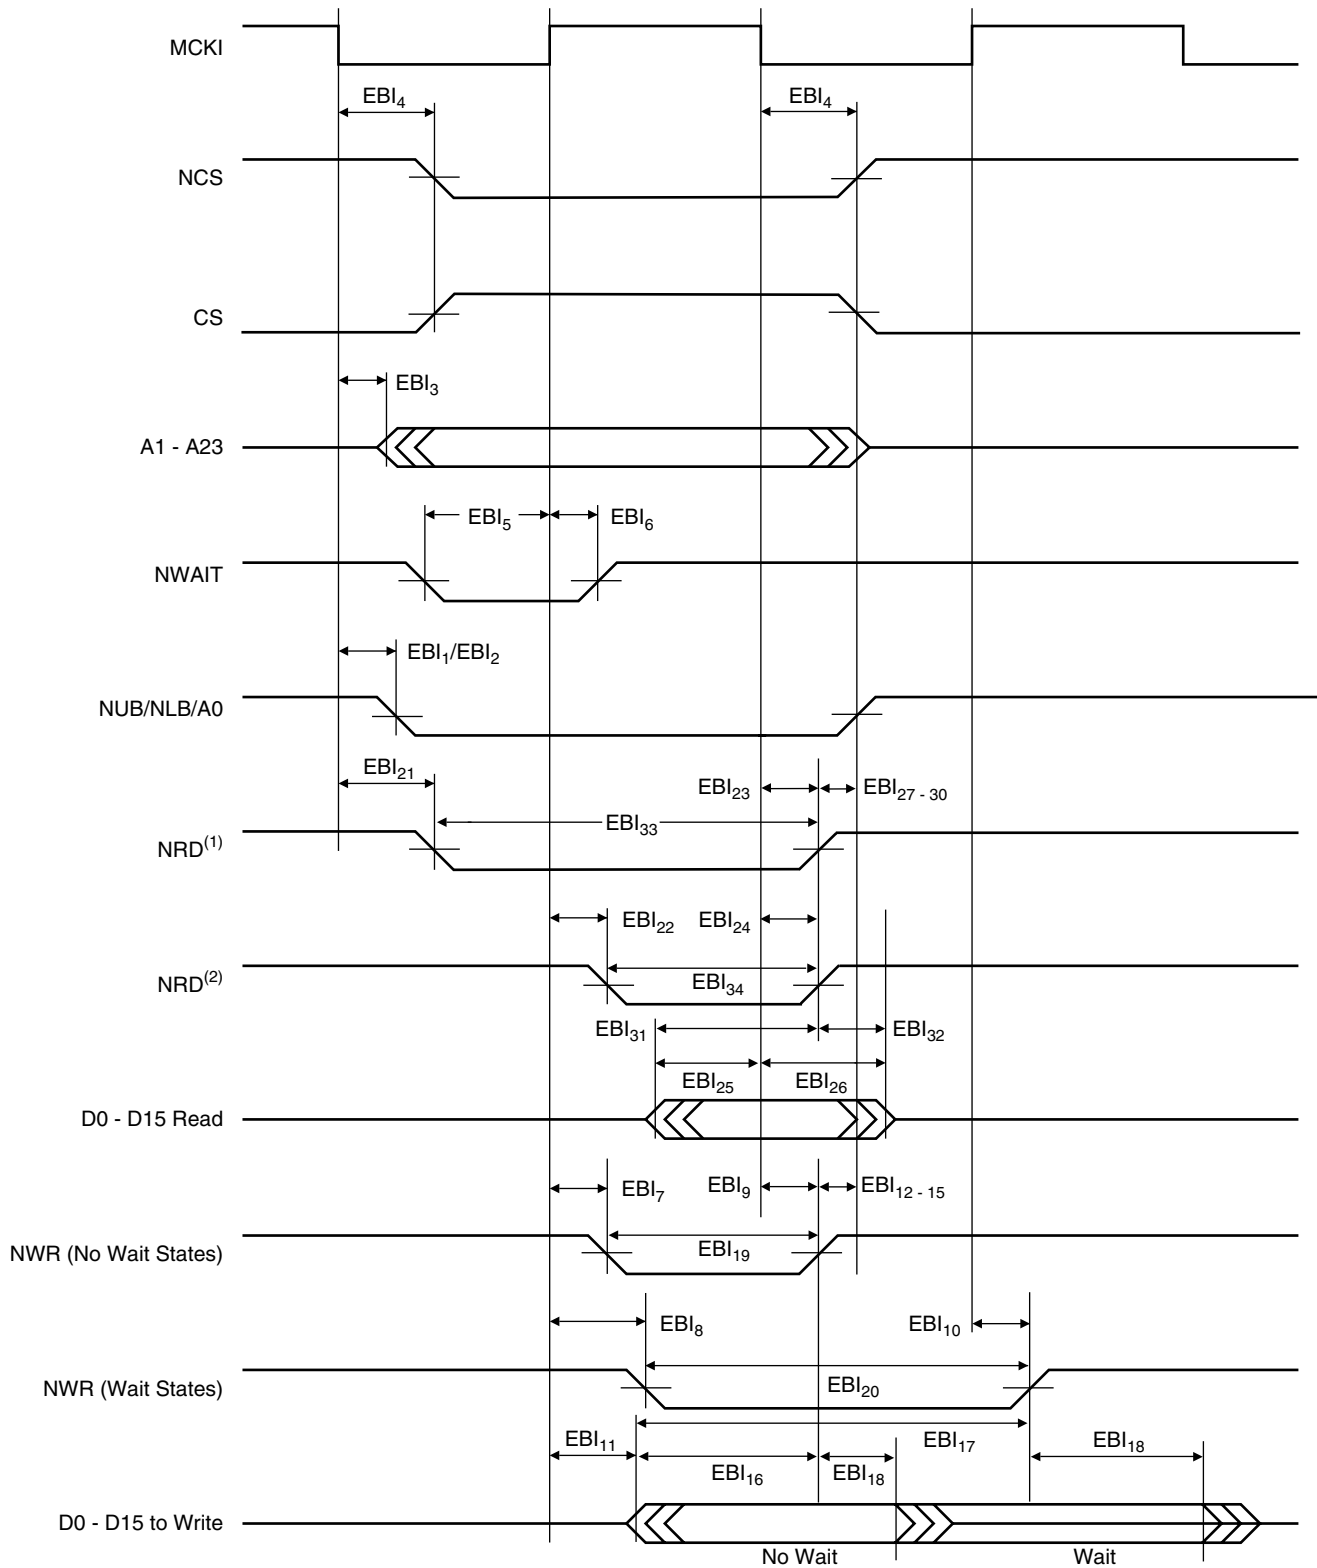 MCKI
EBI₄ EBI₄
NCS
CS
EBI₃
A1 - A23
EBI₅ EBI₆
NWAIT
EBI₁/EBI₂
NUB/NLB/A0
EBI₂₁ EBI₂₃ EBI₂₇ ₋ ₃₀
EBI₃₃
NRD⁽¹⁾
EBI₂₂ EBI₂₄
NRD⁽²⁾ EBI₃₄
EBI₃₁ EBI₃₂
EBI₂₅ EBI₂₆
D0 - D15 Read
EBI₇ EBI₉ EBI₁₂ ₋ ₁₅
NWR (No Wait States) EBI₁₉
EBI₈ EBI₁₀
NWR (Wait States) EBI₂₀
EBI₁₁ EBI₁₇ EBI₁₈
EBI₁₆ EBI₁₈
D0 - D15 to Write
No Wait Wait